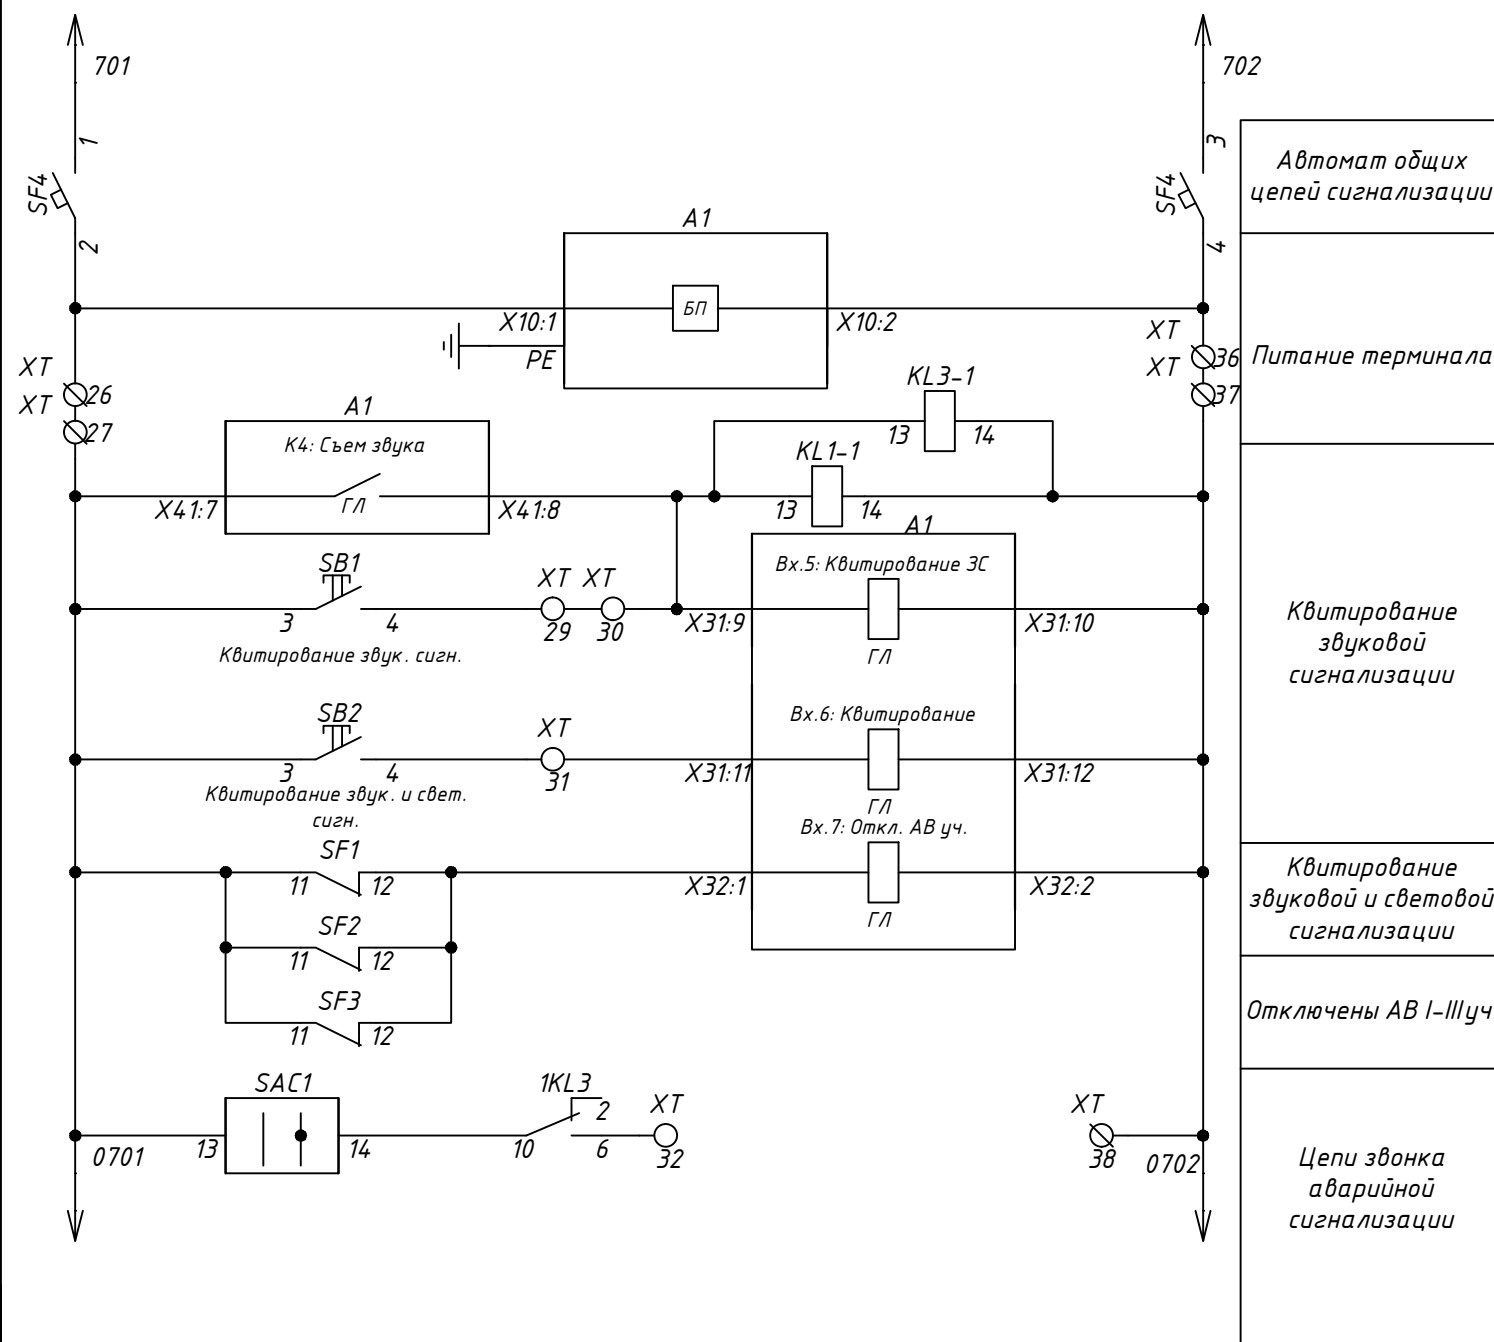 701
702
1
3
SF4
SF4
Автомат общих
цепей сигнализации
2
4
А1
БП
X10:1
X10:2
PE
XT
36
XT
37
Питание терминала
XT
26
XT
27
KL3-1
13
14
А1
К4: Съем звука
ГЛ
X41:7
X41:8
KL1-1
13
14
А1
SB1
3
4
Квитирование звук. сигн.
XT
29
XT
30
X31:9
Вх.5: Квитирование ЗС
ГЛ
X31:10
Квитирование
звуковой
сигнализации
SB2
3
4
Квитирование звук. и свет.
сигн.
XT
31
X31:11
Вх.6: Квитирование
ГЛ
X31:12
SF1
11
12
X32:1
Вх.7: Откл. АВ уч.
ГЛ
X32:2
Квитирование
звуковой и световой
сигнализации
SF2
11
12
SF3
11
12
Отключены АВ I-IIIуч
SAC1
0701
13
14
1KL3
10
2
6
XT
32
XT
38
0702
Цепи звонка
аварийной
сигнализации